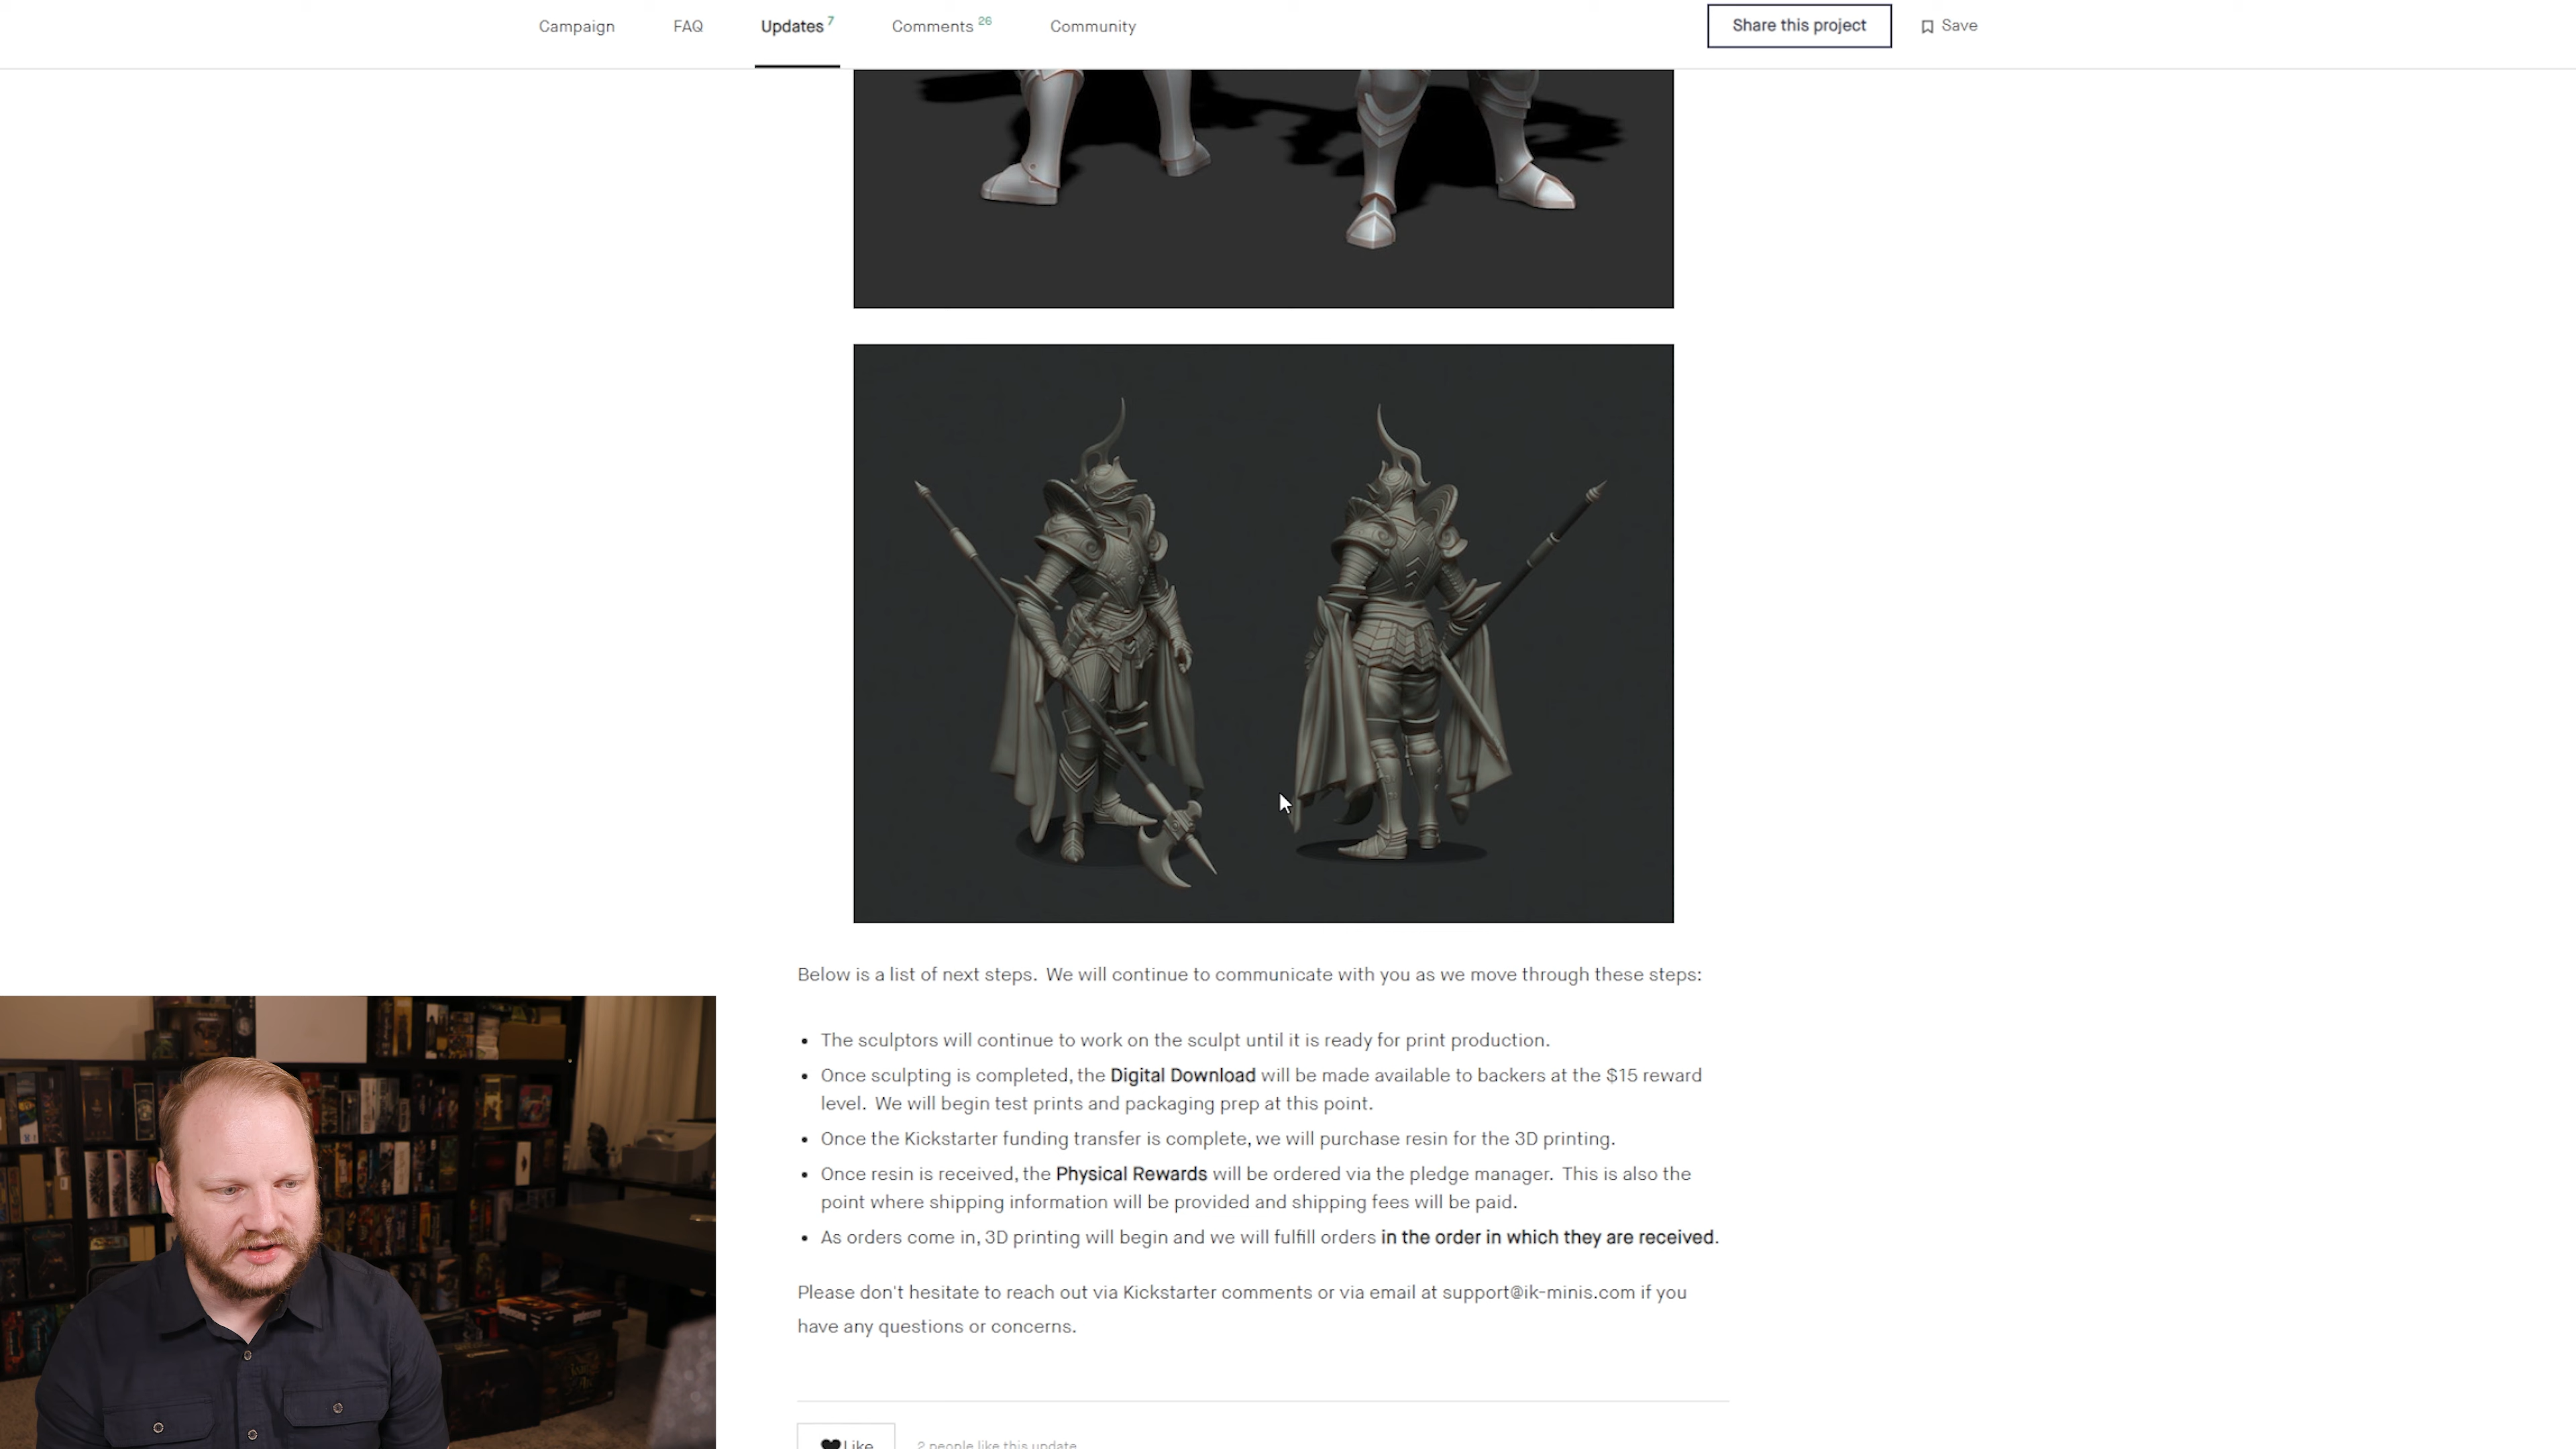 Campaign FAQ Updates 7 Comments 26 Community Share this project Save
Below is a list of next steps. We will continue to communicate with you as we move through these steps:
• The sculptors will continue to work on the sculpt until it is ready for print production.
• Once sculpting is completed, the Digital Download will be made available to backers at the $15 reward
level. We will begin test prints and packaging prep at this point.
• Once the Kickstarter funding transfer is complete, we will purchase resin for the 3D printing.
• Once resin is received, the Physical Rewards will be ordered via the pledge manager. This is also the
point where shipping information will be provided and shipping fees will be paid.
• As orders come in, 3D printing will begin and we will fulfill orders in the order in which they are received.
Please don't hesitate to reach out via Kickstarter comments or via email at support@ik-minis.com if you
have any questions or concerns.
Like 2 people like this update